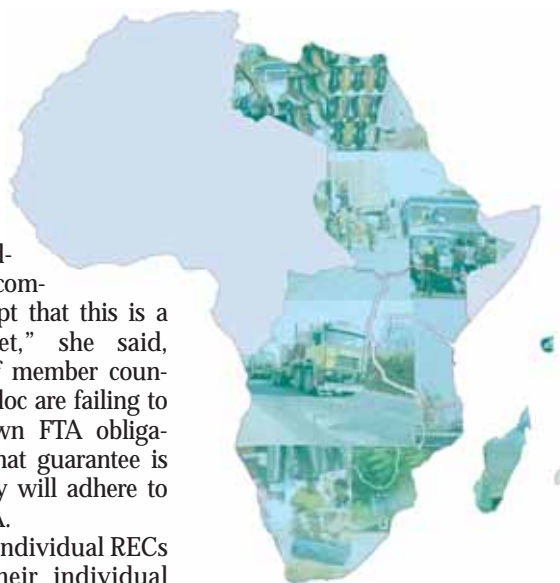 d-
com-
pt that this is a
et," she said,
f member coun-
loc are failing to
wn FTA obliga-
hat guarantee is
y will adhere to
A.
individual RECs
heir individual